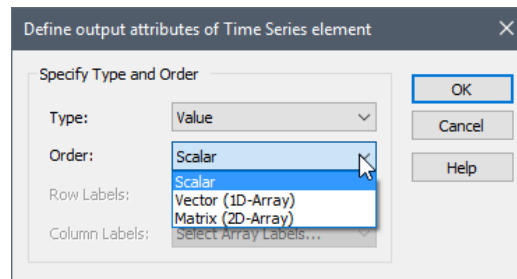 Define output attributes of Time Series element
Specify Type and Order
Type: Value
Order: Scalar
Scalar
Vector (1D-Array)
Matrix (2D-Array)
Row Labels:
Column Labels: Select Array Labels...
OK
Cancel
Help